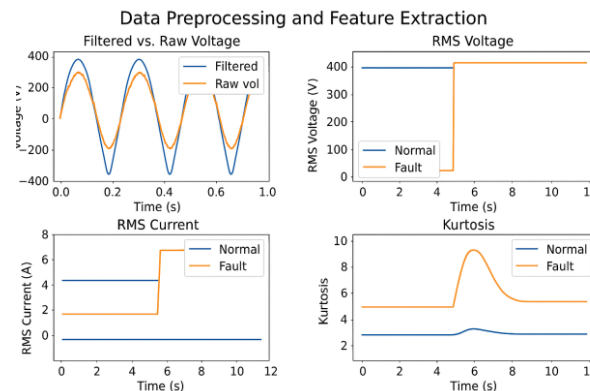 Data Preprocessing and Feature Extraction
Filtered vs. Raw Voltage
400
200
0
−200
−400
Voltage (V)
Filtered
Raw vol
0.0
0.2
0.4
0.6
0.8
1.0
Time (s)
RMS Voltage
400
300
200
100
0
RMS Voltage (V)
Normal
Fault
0
2
4
6
8
10
1
Time (s)
RMS Current
8
6
4
2
0
RMS Current (A)
Normal
Fault
0
2
4
6
8
10
12
Time (s)
Kurtosis
10
8
6
4
2
Kurtosis
Normal
Fault
0
2
4
6
8
10
1
Time (s)